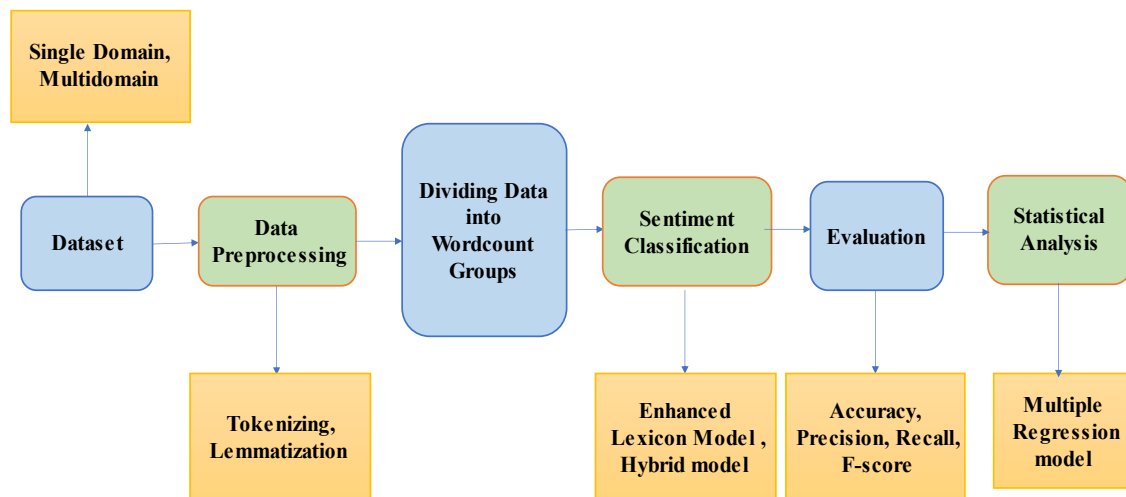 Single Domain,
Multidomain
Dataset
Data
Preprocessing
Tokenizing,
Lemmatization
Dividing Data
into
Wordcount
Groups
Sentiment
Classification
Enhanced
Lexicon Model ,
Hybrid model
Evaluation
Accuracy,
Precision, Recall,
F-score
Statistical
Analysis
Multiple
Regression
model